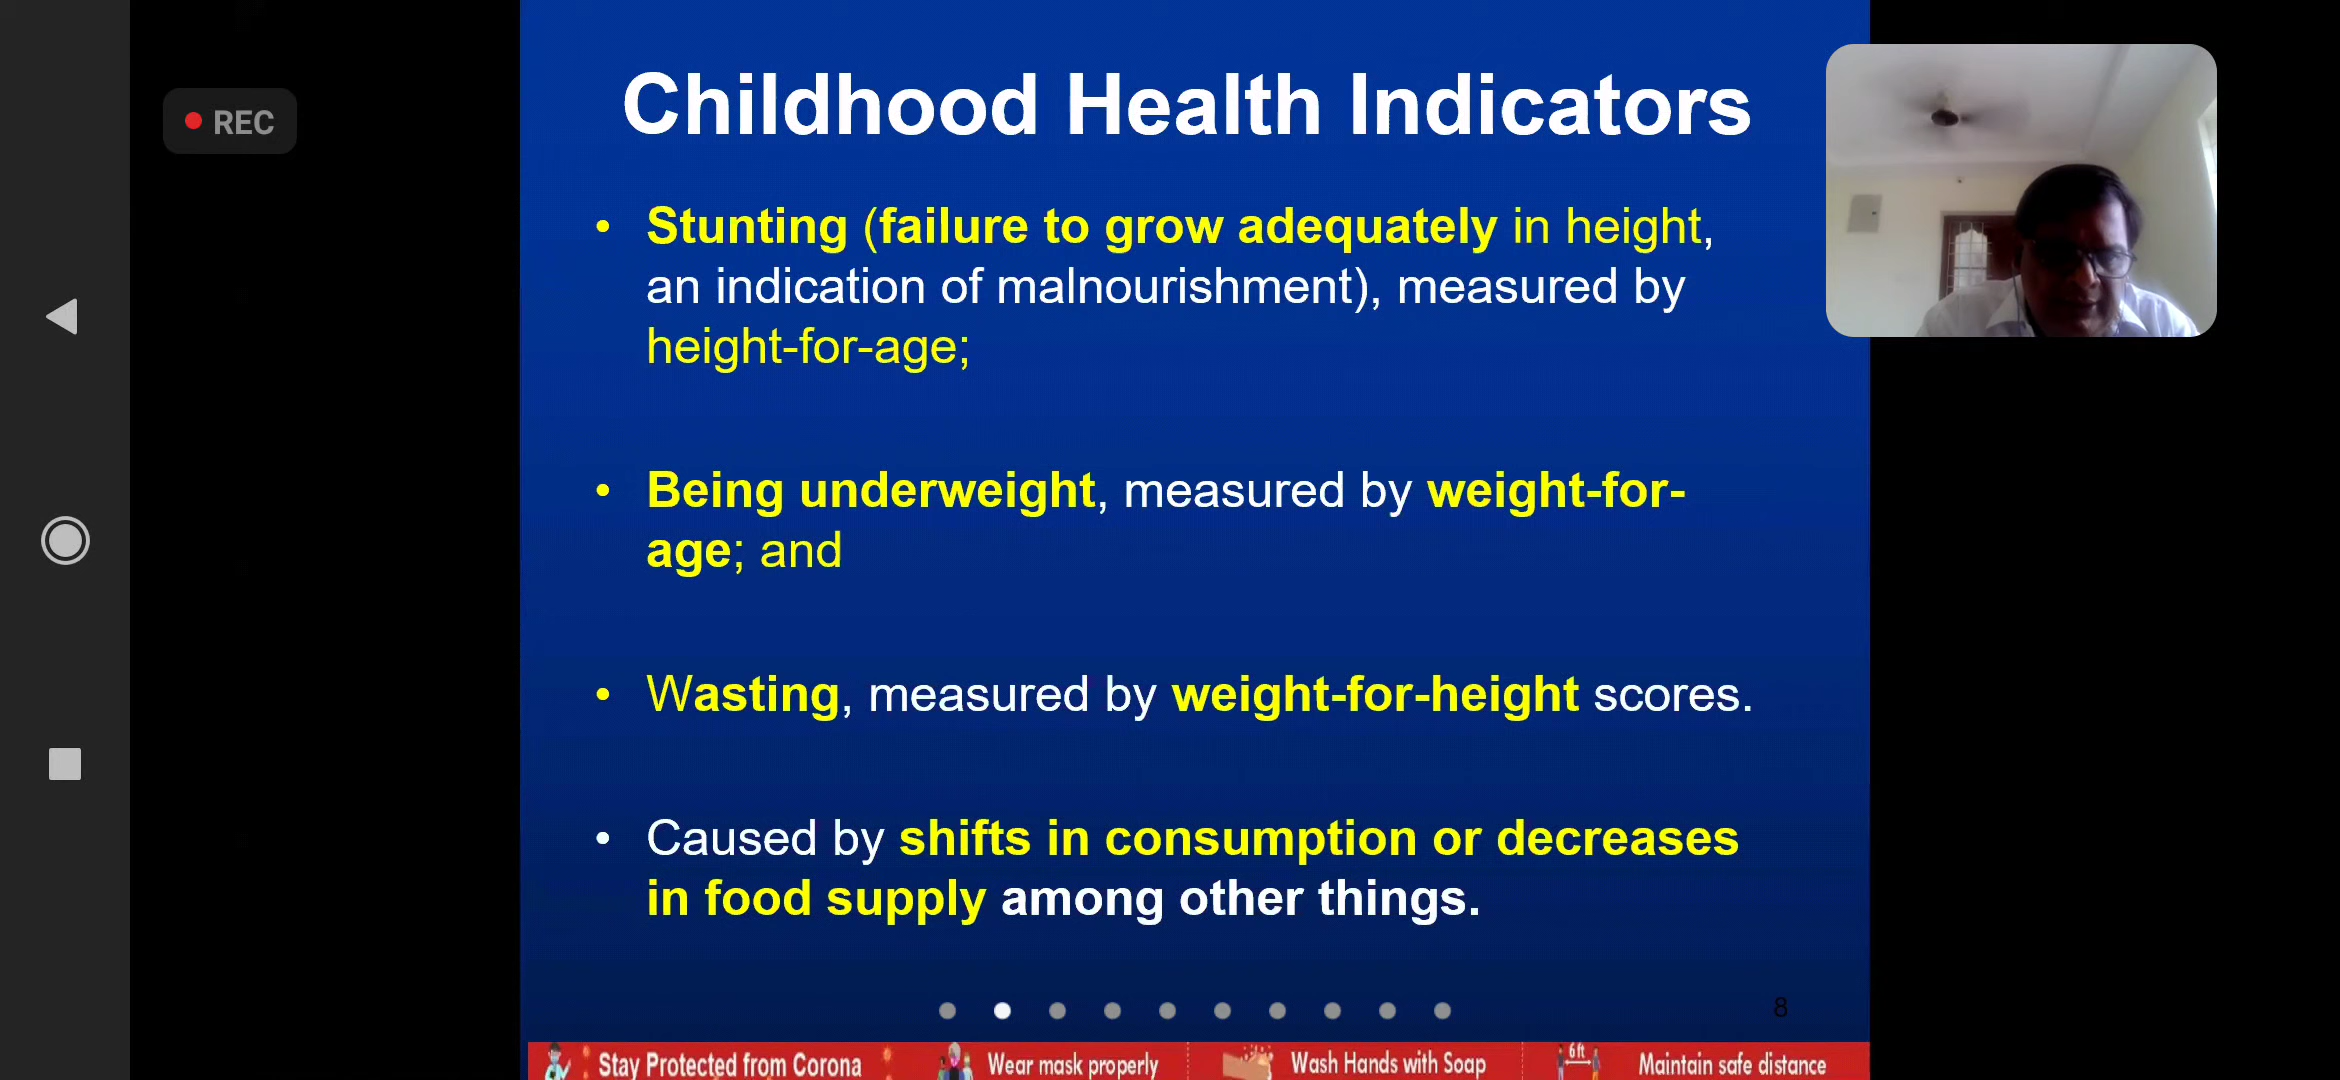 REC
Childhood Health Indicators
• Stunting (failure to grow adequately in height,
an indication of malnourishment), measured by
height-for-age;
• Being underweight, measured by weight-for-
age; and
• Wasting, measured by weight-for-height scores.
• Caused by shifts in consumption or decreases
in food supply among other things.
8
Stay Protected from Corona Wear mask properly Wash Hands with Soap 6ft Maintain safe distance